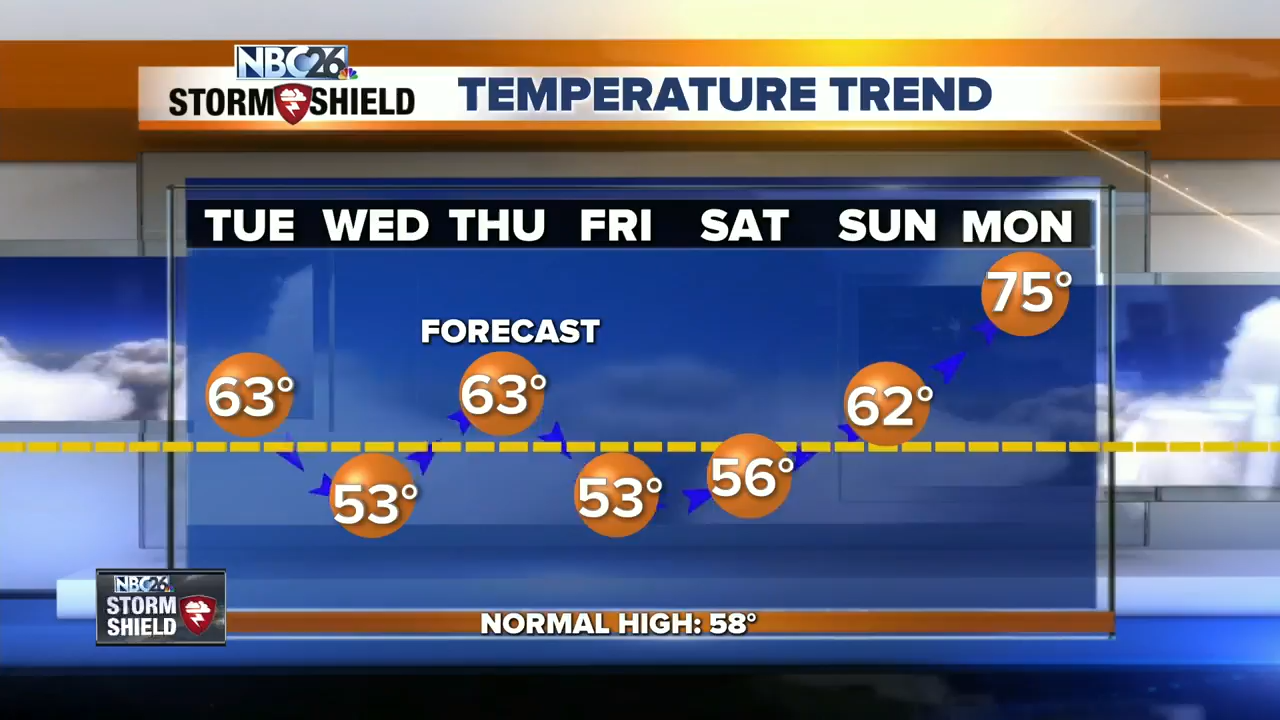 NBC26
STORM SHIELD
TEMPERATURE TREND
TUE WED THU FRI SAT SUN MON
75°
FORECAST
63° 63° 62°
53° 53° 56°
NBC26
STORM
SHIELD
NORMAL HIGH: 58°